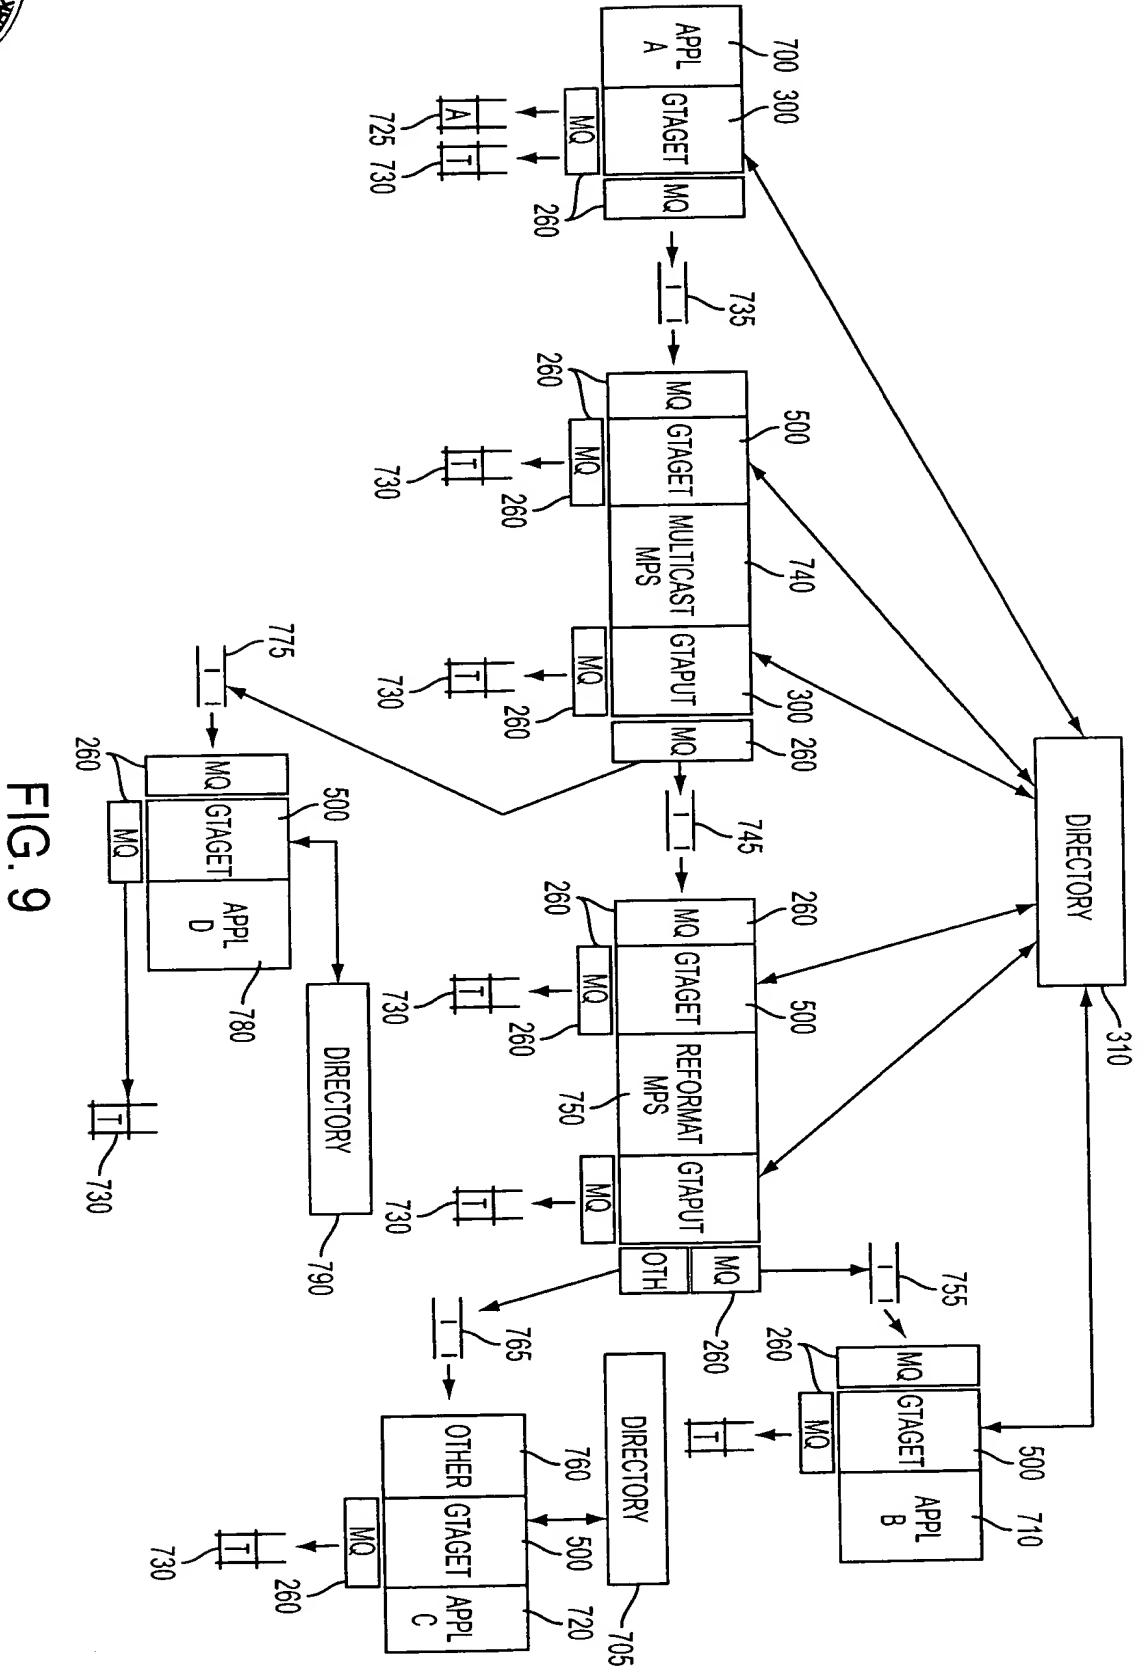 310
DIRECTORY
755
710
500
MQ
GTAGET
APPL
B
260
MQ
T
700
300
APPL
A
GTAGET
MQ
MQ
260
A
T
725
730
735
I
500
740
260
MQ
GTAGET
MULTICAST
MPS
GTAPUT
300
MQ
260
260
MQ
260
MQ
T
730
T
730
745
I
260
500
MQ
GTAGET
REFORMAT
MPS
750
GTAPUT
MQ
OTH
260
260
MQ
260
MQ
T
730
T
730
765
I
705
DIRECTORY
760
500
720
OTHER
GTAGET
APPL
C
MQ
260
T
730
790
DIRECTORY
775
I
500
780
MQ
GTAGET
APPL
D
260
MQ
T
730
FIG. 9